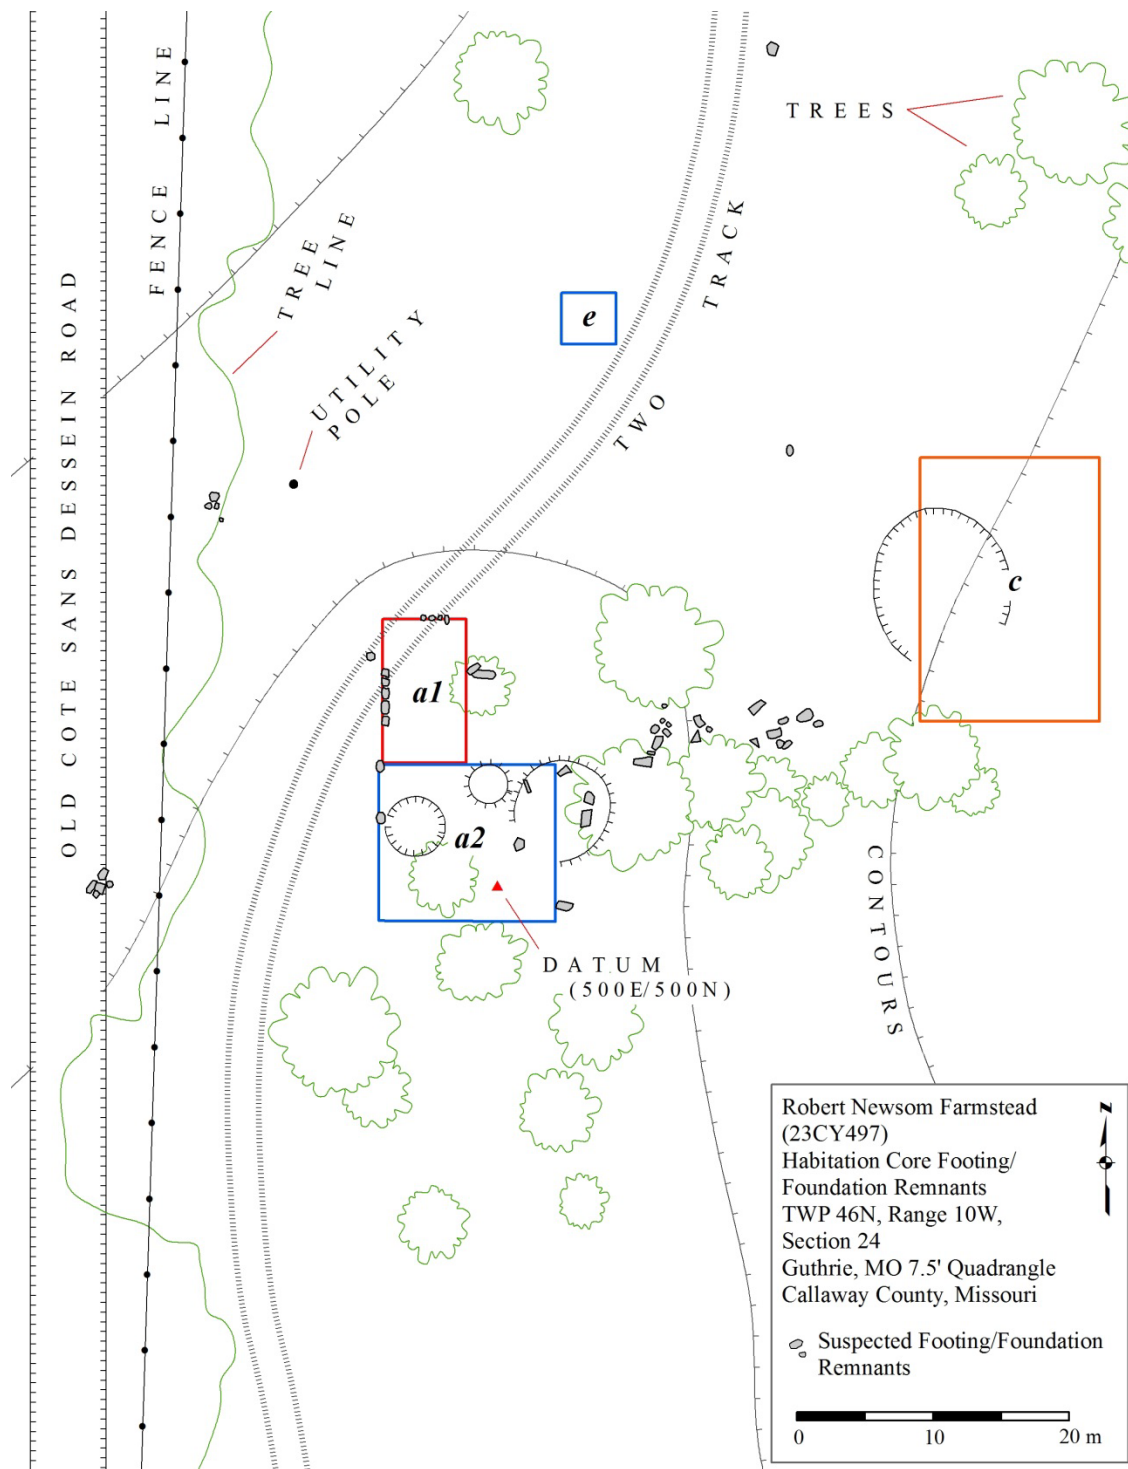 FENCE LINE
TREES
TREE
LINE
TWO TRACK
OLD COTE SANS DESSEIN ROAD
e
UTILITY
POLE
c
a1
a2
CONTOURS
DATUM
(500E/500N)
Robert Newsom Farmstead
(23CY497)
Habitation Core Footing/
Foundation Remnants
TWP 46N, Range 10W,
Section 24
Guthrie, MO 7.5' Quadrangle
Callaway County, Missouri
N
Suspected Footing/Foundation
Remnants
0 10 20 m